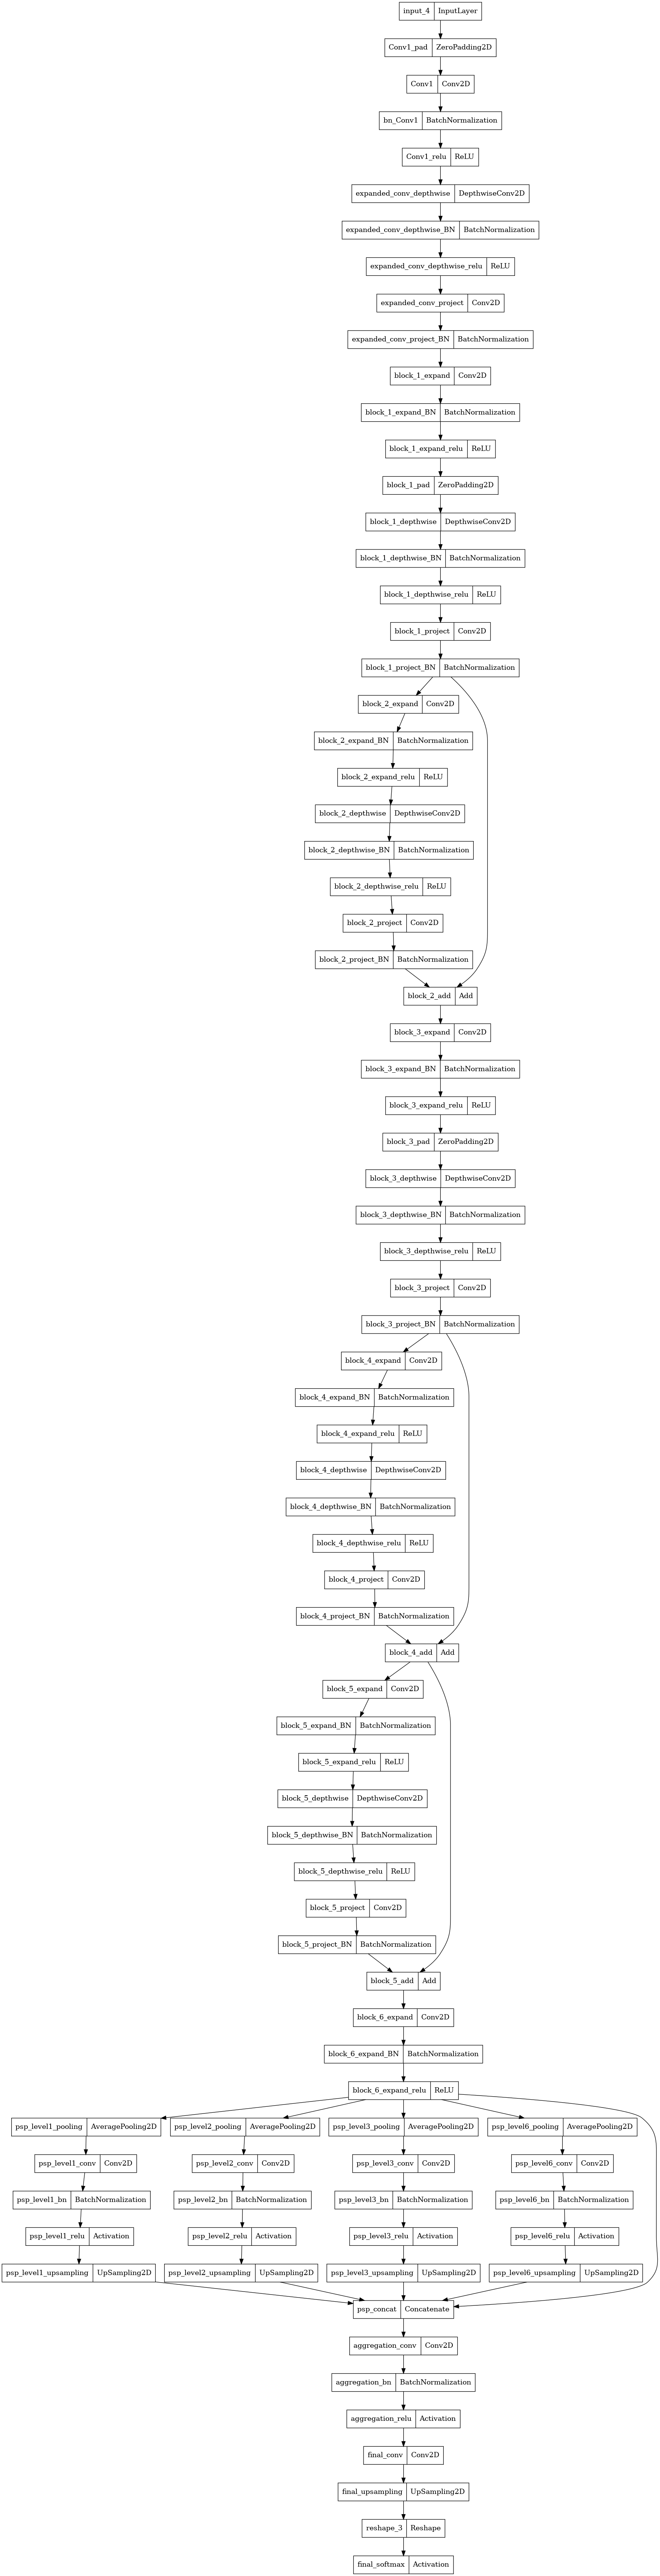 input_4 InputLayer
Conv1_pad ZeroPadding2D
Conv1 Conv2D
bn_Conv1 BatchNormalization
Conv1_relu ReLU
expanded_conv_depthwise DepthwiseConv2D
expanded_conv_depthwise_BN BatchNormalization
expanded_conv_depthwise_relu ReLU
expanded_conv_project Conv2D
expanded_conv_project_BN BatchNormalization
block_1_expand Conv2D
block_1_expand_BN BatchNormalization
block_1_expand_relu ReLU
block_1_pad ZeroPadding2D
block_1_depthwise DepthwiseConv2D
block_1_depthwise_BN BatchNormalization
block_1_depthwise_relu ReLU
block_1_project Conv2D
block_1_project_BN BatchNormalization
block_2_expand Conv2D
block_2_expand_BN BatchNormalization
block_2_expand_relu ReLU
block_2_depthwise DepthwiseConv2D
block_2_depthwise_BN BatchNormalization
block_2_depthwise_relu ReLU
block_2_project Conv2D
block_2_project_BN BatchNormalization
block_2_add Add
block_3_expand Conv2D
block_3_expand_BN BatchNormalization
block_3_expand_relu ReLU
block_3_pad ZeroPadding2D
block_3_depthwise DepthwiseConv2D
block_3_depthwise_BN BatchNormalization
block_3_depthwise_relu ReLU
block_3_project Conv2D
block_3_project_BN BatchNormalization
block_4_expand Conv2D
block_4_expand_BN BatchNormalization
block_4_expand_relu ReLU
block_4_depthwise DepthwiseConv2D
block_4_depthwise_BN BatchNormalization
block_4_depthwise_relu ReLU
block_4_project Conv2D
block_4_project_BN BatchNormalization
block_4_add Add
block_5_expand Conv2D
block_5_expand_BN BatchNormalization
block_5_expand_relu ReLU
block_5_depthwise DepthwiseConv2D
block_5_depthwise_BN BatchNormalization
block_5_depthwise_relu ReLU
block_5_project Conv2D
block_5_project_BN BatchNormalization
block_5_add Add
block_6_expand Conv2D
block_6_expand_BN BatchNormalization
block_6_expand_relu ReLU
psp_level1_pooling AveragePooling2D psp_level2_pooling AveragePooling2D psp_level3_pooling AveragePooling2D psp_level6_pooling AveragePooling2D
psp_level1_conv Conv2D psp_level2_conv Conv2D psp_level3_conv Conv2D psp_level6_conv Conv2D
psp_level1_bn BatchNormalization psp_level2_bn BatchNormalization psp_level3_bn BatchNormalization psp_level6_bn BatchNormalization
psp_level1_relu Activation psp_level2_relu Activation psp_level3_relu Activation psp_level6_relu Activation
psp_level1_upsampling UpSampling2D psp_level2_upsampling UpSampling2D psp_level3_upsampling UpSampling2D psp_level6_upsampling UpSampling2D
psp_concat Concatenate
aggregation_conv Conv2D
aggregation_bn BatchNormalization
aggregation_relu Activation
final_conv Conv2D
final_upsampling UpSampling2D
reshape_3 Reshape
final_softmax Activation